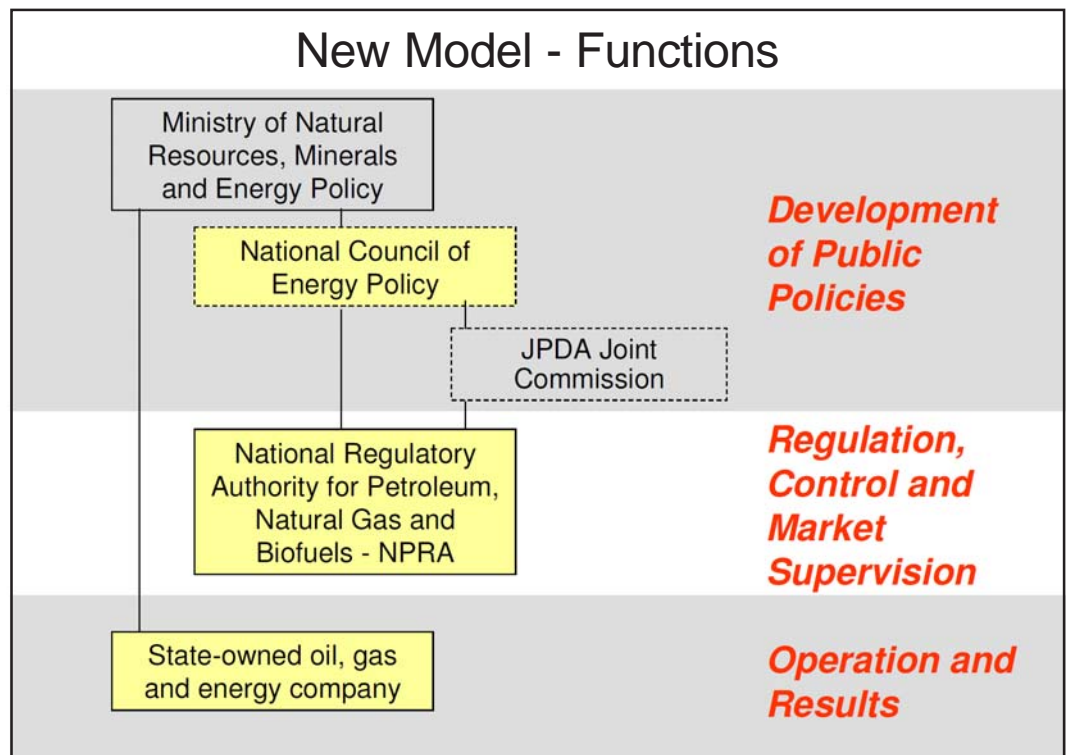 New Model - Functions
Ministry of Natural
Resources, Minerals
and Energy Policy
National Council of
Energy Policy
JPDA Joint
Commission
Development
of Public
Policies
National Regulatory
Authority for Petroleum,
Natural Gas and
Biofuels - NPRA
Regulation,
Control and
Market
Supervision
State-owned oil, gas
and energy company
Operation and
Results